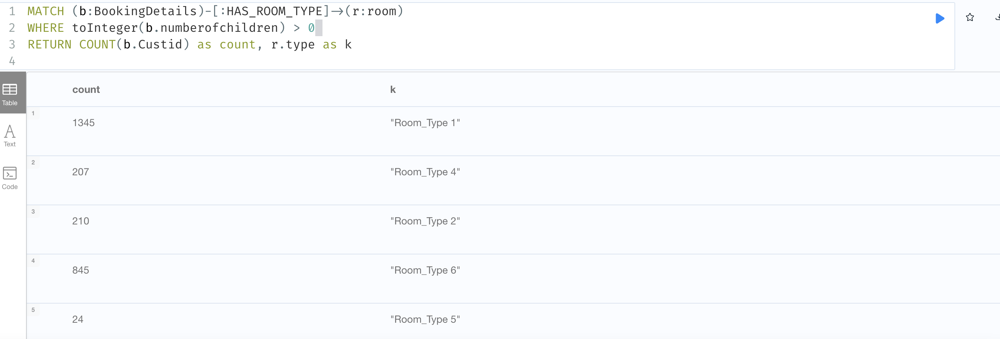 1 MATCH (b:BookingDetails)-[:HAS_ROOM_TYPE]→(r:room)
2 WHERE toInteger(b.numberofchildren) > 0
3 RETURN COUNT(b.Custid) as count, r.type as k
4
Table
Text
Code
count k
1
1345 "Room_Type 1"
2
207 "Room_Type 4"
3
210 "Room_Type 2"
4
845 "Room_Type 6"
5
24 "Room_Type 5"